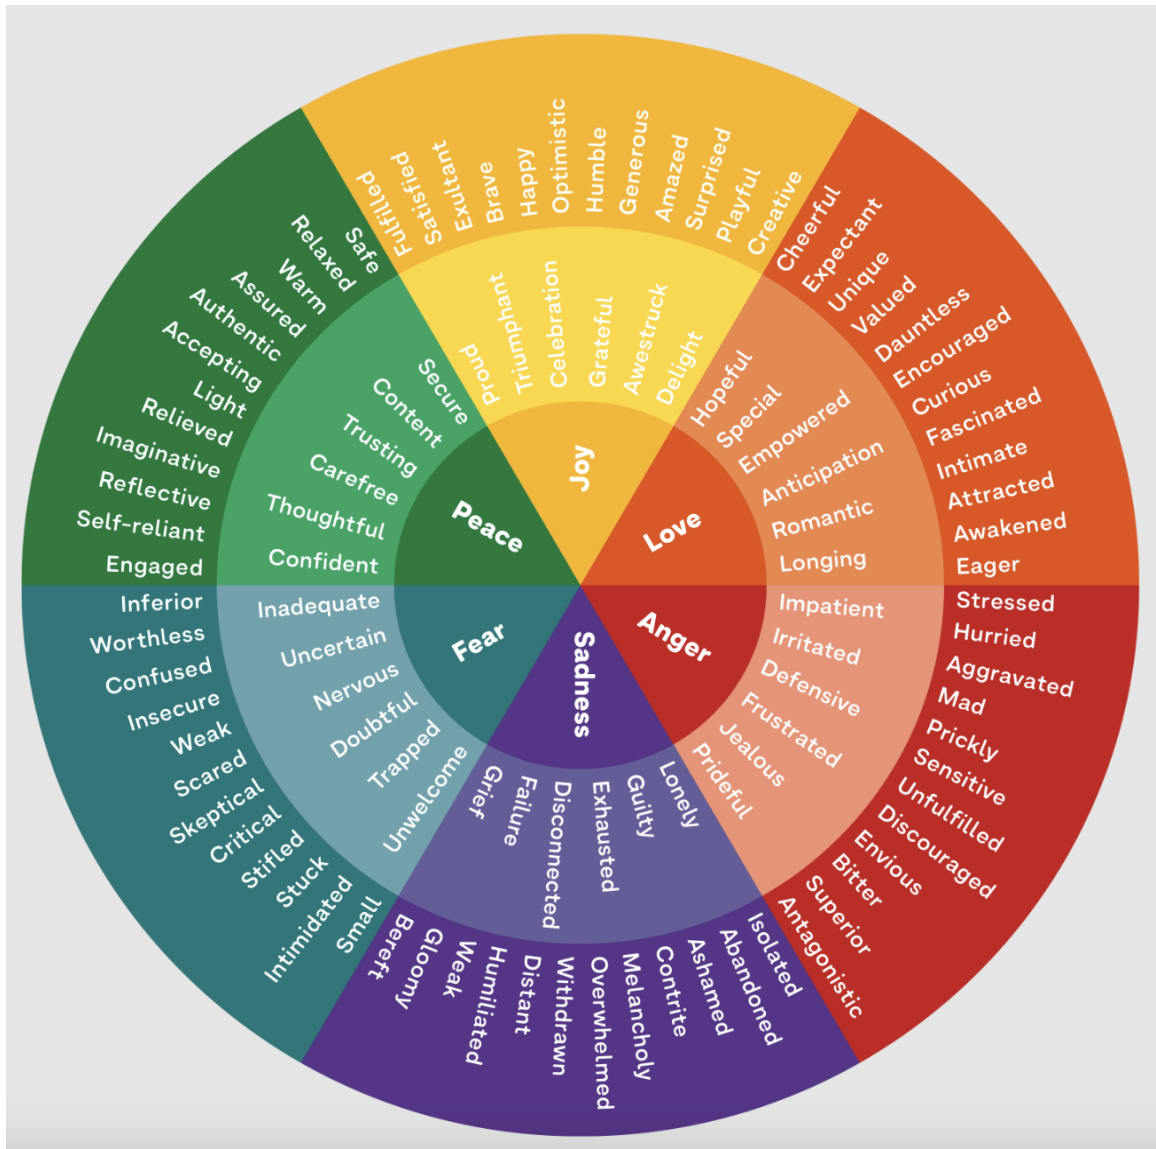 Joy
Love
Anger
Sadness
Fear
Peace
Proud
Triumphant
Celebration
Grateful
Awestruck
Delight
Hopeful
Special
Empowered
Anticipation
Romantic
Longing
Impatient
Irritated
Defensive
Frustrated
Jealous
Prideful
Lonely
Guilty
Exhausted
Disconnected
Failure
Grief
Unwelcome
Trapped
Doubtful
Nervous
Uncertain
Inadequate
Confident
Thoughtful
Carefree
Trusting
Content
Secure
Fulfilled
Satisfied
Exultant
Brave
Happy
Optimistic
Humble
Generous
Amazed
Surprised
Playful
Creative
Cheerful
Expectant
Unique
Valued
Dauntless
Encouraged
Curious
Fascinated
Intimate
Attracted
Awakened
Eager
Stressed
Hurried
Aggravated
Mad
Prickly
Sensitive
Unfulfilled
Discouraged
Envious
Bitter
Superior
Antagonistic
Isolated
Abandoned
Ashamed
Contrite
Melancholy
Overwhelmed
Withdrawn
Distant
Humiliated
Weak
Gloomy
Bereft
Small
Intimidated
Stuck
Stifled
Critical
Skeptical
Scared
Weak
Insecure
Confused
Worthless
Inferior
Engaged
Self-reliant
Reflective
Imaginative
Relieved
Light
Accepting
Authentic
Assured
Warm
Relaxed
Safe